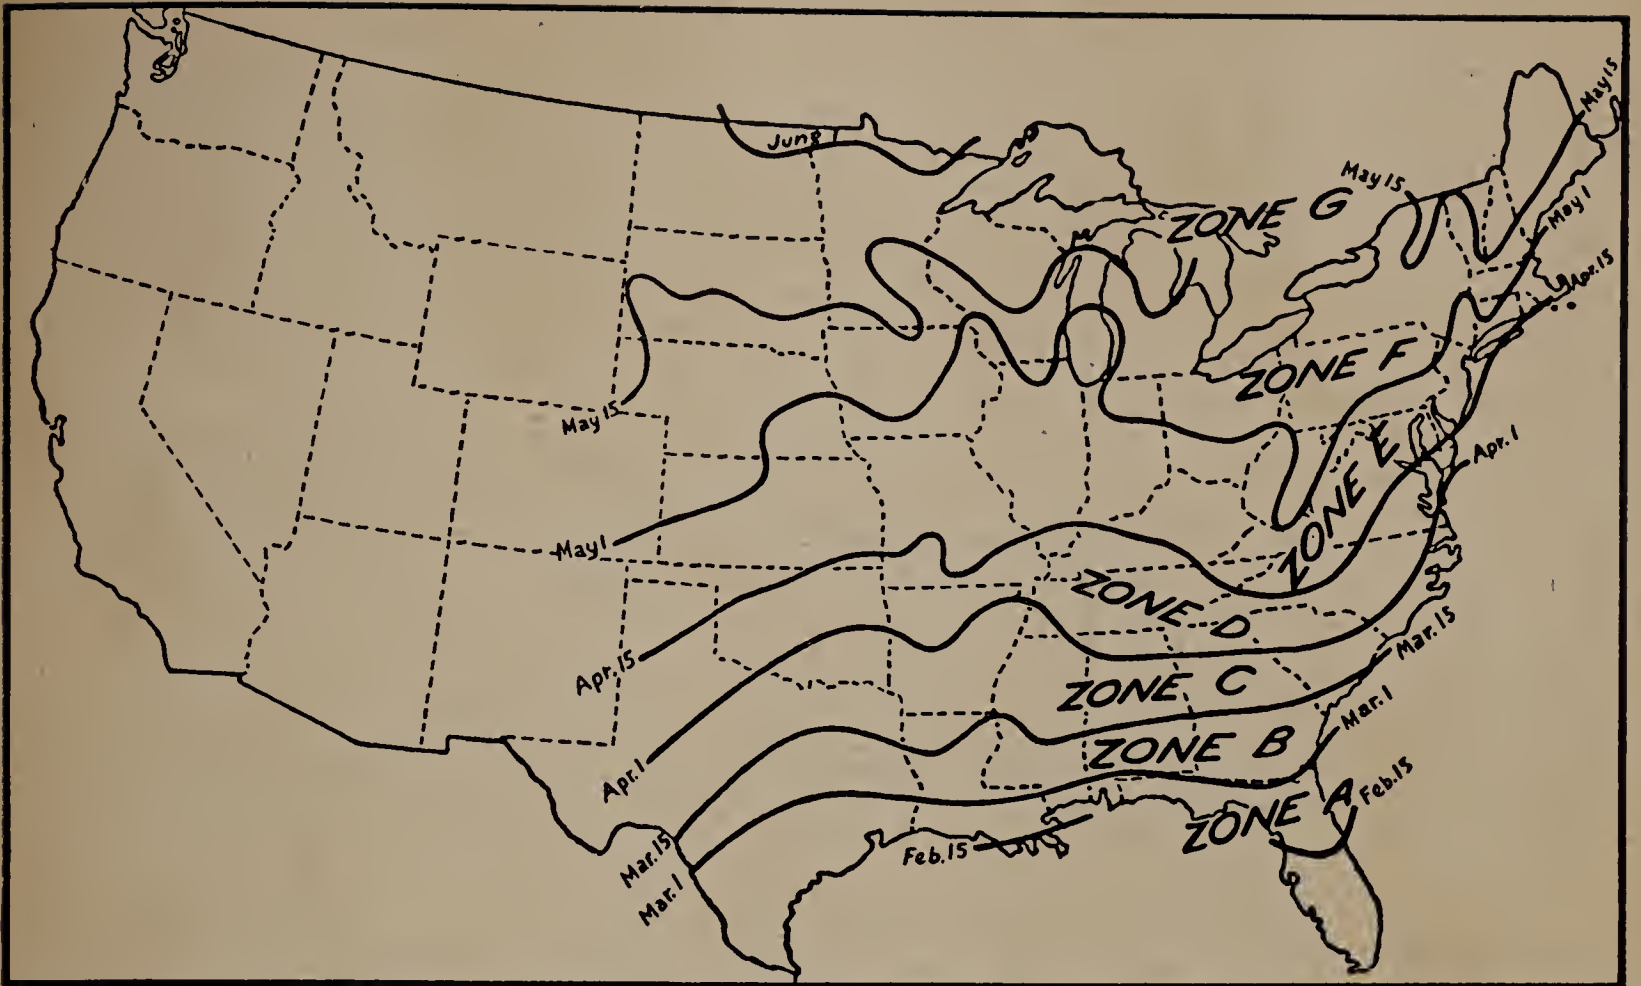 June 1
May 15
May 15
ZONE G
May 1
Apr. 15
ZONE F
May 15
Apr. 1
ZONE E
May 1
ZONE D
Apr. 15
Mar. 15
ZONE C
Mar. 1
ZONE B
Apr. 1
Feb. 15
ZONE A
Mar. 15
Feb. 15
Mar. 1